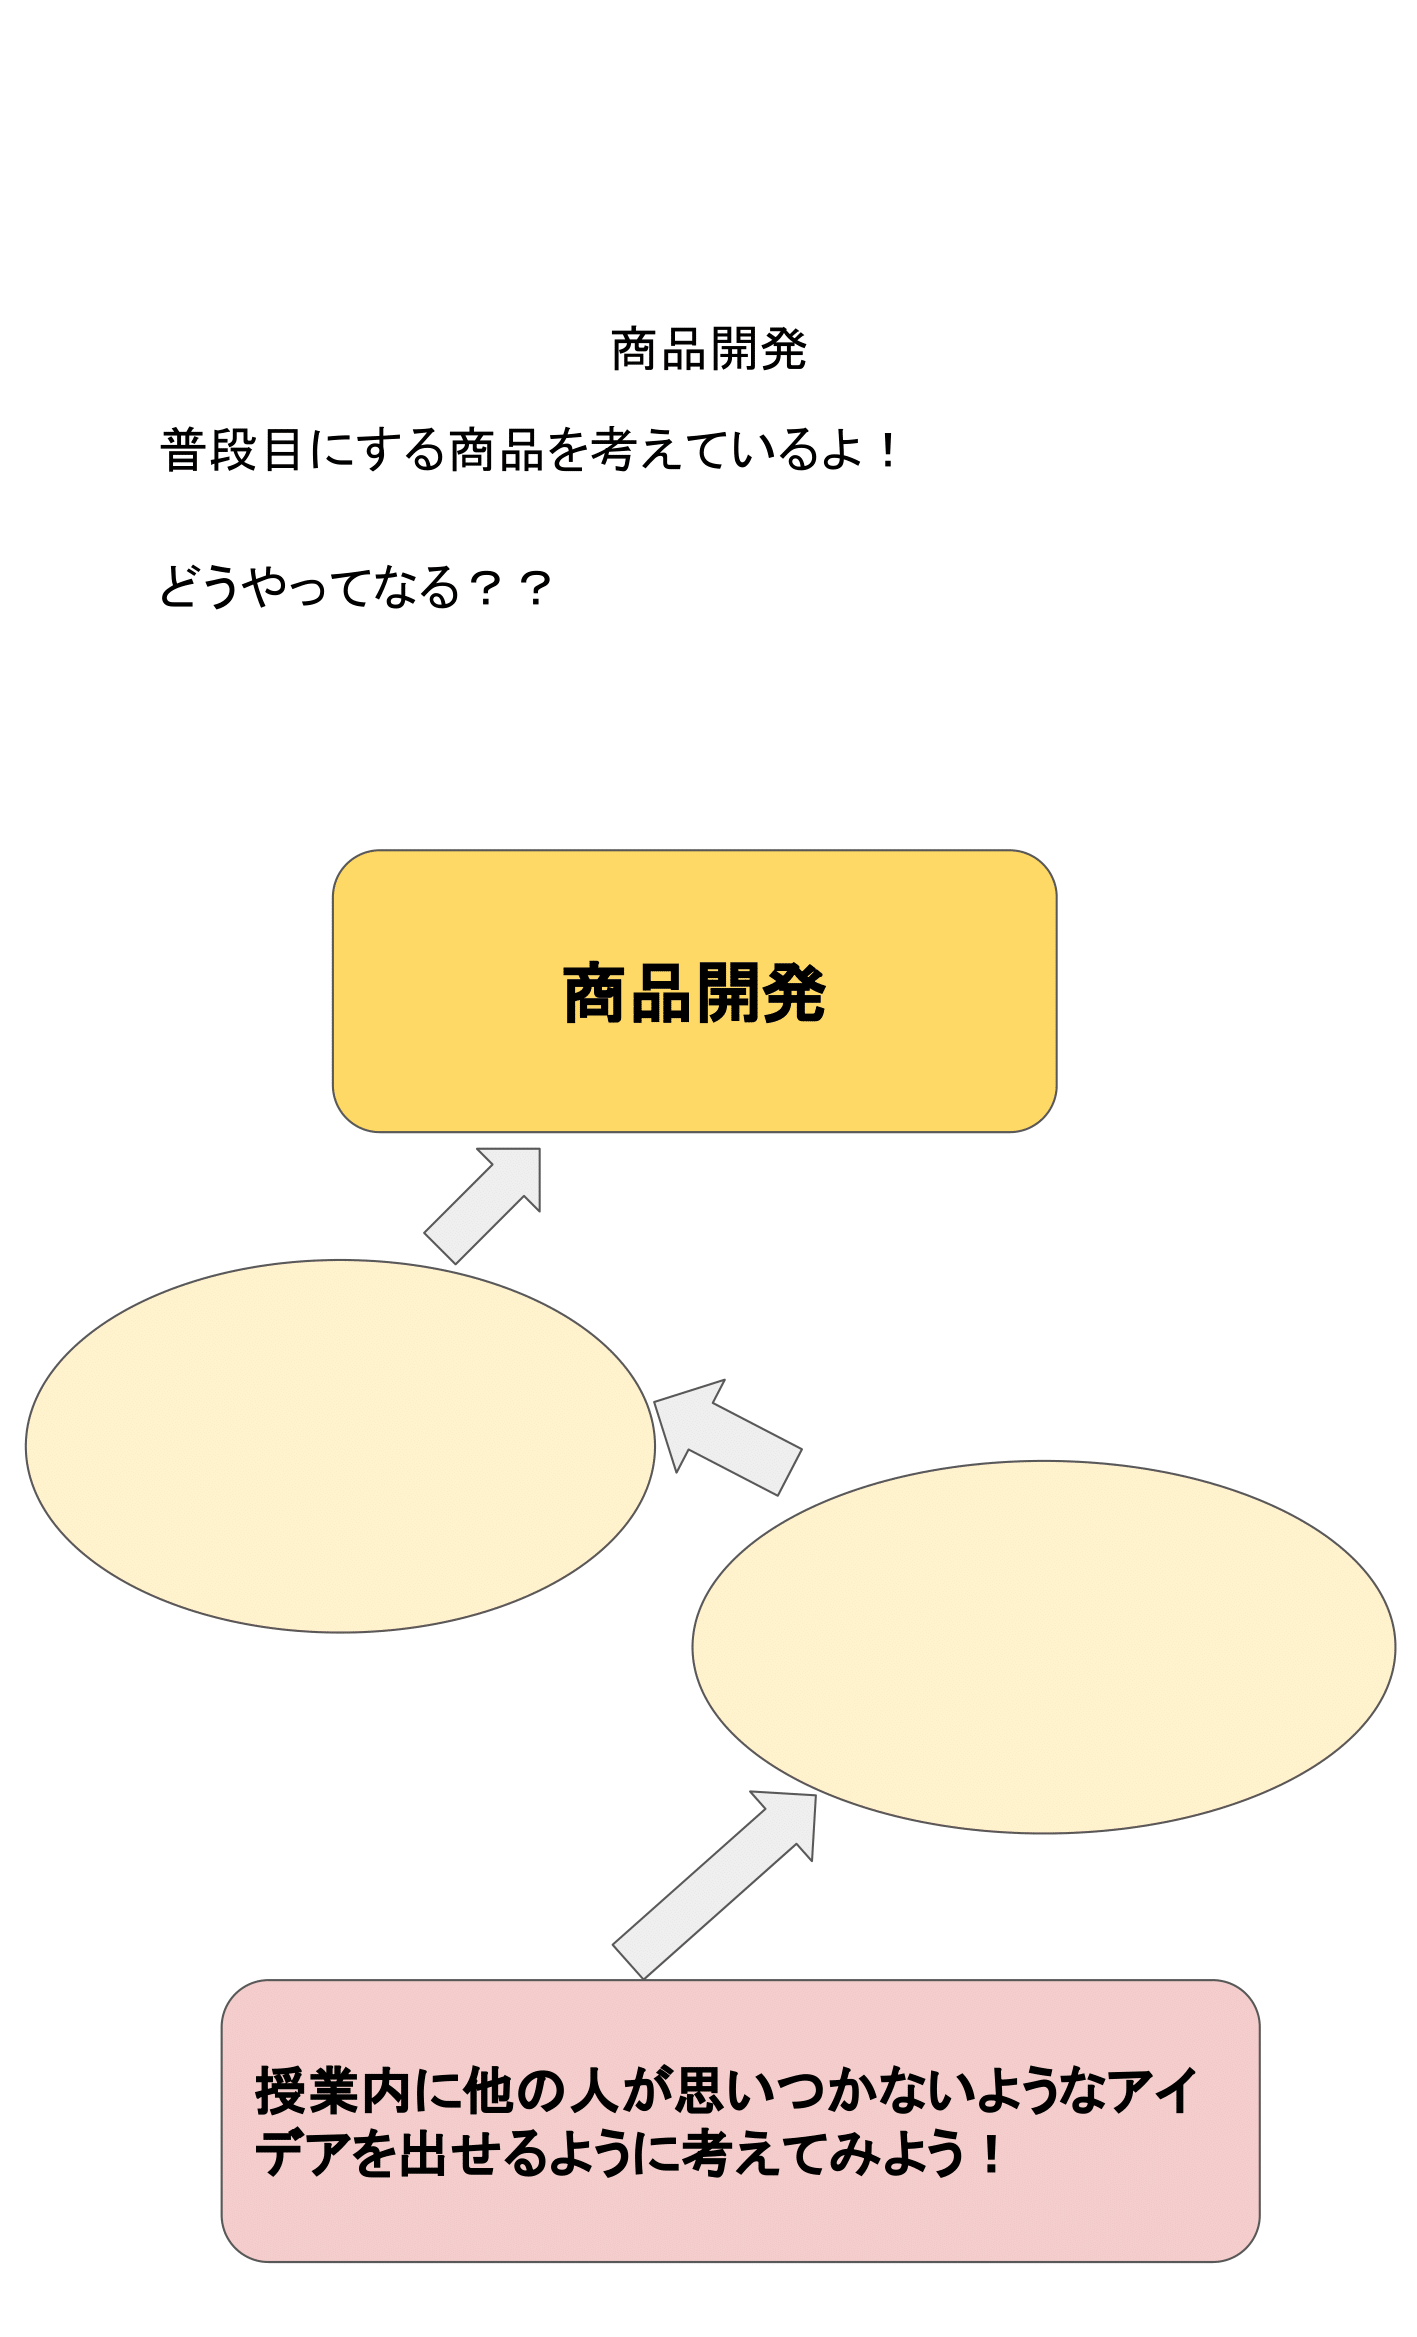 商品開発
普段目にする商品を考えているよ！
どうやってなる？？
商品開発
授業内に他の人が思いつかないようなアイ
デアを出せるように考えてみよう！